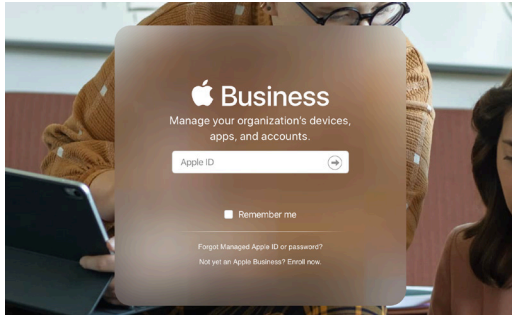 Business
Manage your organization's devices,
apps, and accounts.
Apple ID
Remember me
Forgot Managed Apple ID or password?
Not yet an Apple Business? Enroll now.